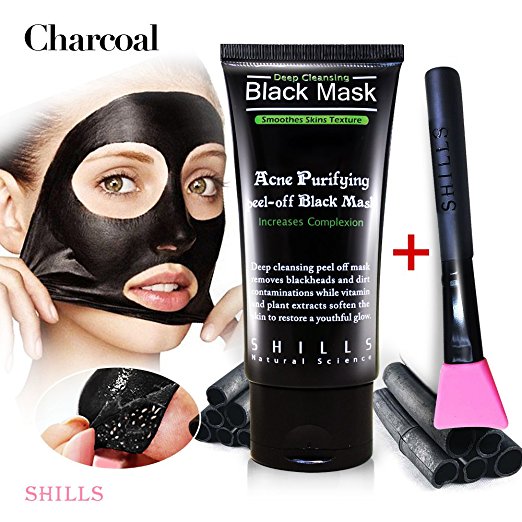 Charcoal
Deep Cleansing
Black Mask
Smoothes Skins Texture
Acne Purifying
peel-off Black Mask
Increases Complexion
Deep cleansing peel off mask
removes blackheads and dirt
contaminations while vitamin
and plant extracts soften the
skin to restore a youthful glow.
SHILLS
Natural Science
+
SHILLS
SHILLS